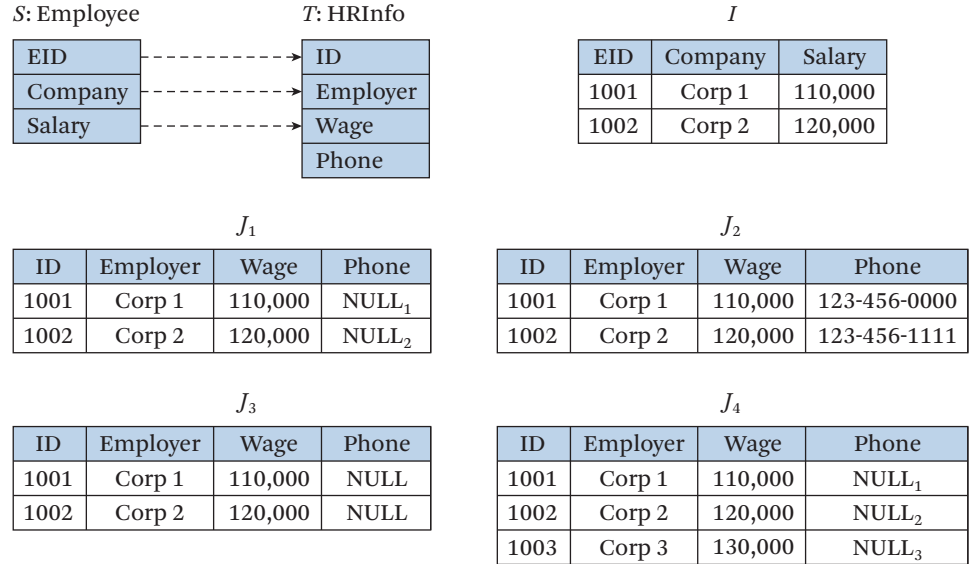 S: Employee
T: HRInfo
I
EID
Company
Salary
ID
Employer
Wage
Phone
EID Company Salary
1001 Corp 1 110,000
1002 Corp 2 120,000
J₁
ID Employer Wage Phone
1001 Corp 1 110,000 NULL₁
1002 Corp 2 120,000 NULL₂
J₂
ID Employer Wage Phone
1001 Corp 1 110,000 123-456-0000
1002 Corp 2 120,000 123-456-1111
J₃
ID Employer Wage Phone
1001 Corp 1 110,000 NULL
1002 Corp 2 120,000 NULL
J₄
ID Employer Wage Phone
1001 Corp 1 110,000 NULL₁
1002 Corp 2 120,000 NULL₂
1003 Corp 3 130,000 NULL₃